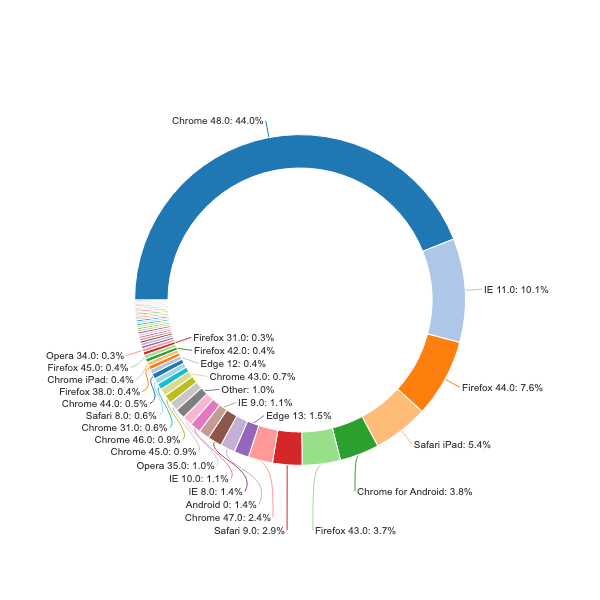 Chrome 48.0: 44.0%
IE 11.0: 10.1%
Firefox 44.0: 7.6%
Safari iPad: 5.4%
Chrome for Android: 3.8%
Firefox 43.0: 3.7%
Safari 9.0: 2.9%
Chrome 47.0: 2.4%
Edge 13: 1.5%
Android 0: 1.4%
IE 8.0: 1.4%
IE 9.0: 1.1%
IE 10.0: 1.1%
Other: 1.0%
Opera 35.0: 1.0%
Chrome 45.0: 0.9%
Chrome 46.0: 0.9%
Chrome 43.0: 0.7%
Chrome 31.0: 0.6%
Safari 8.0: 0.6%
Chrome 44.0: 0.5%
Edge 12: 0.4%
Firefox 38.0: 0.4%
Chrome iPad: 0.4%
Firefox 42.0: 0.4%
Firefox 45.0: 0.4%
Firefox 31.0: 0.3%
Opera 34.0: 0.3%